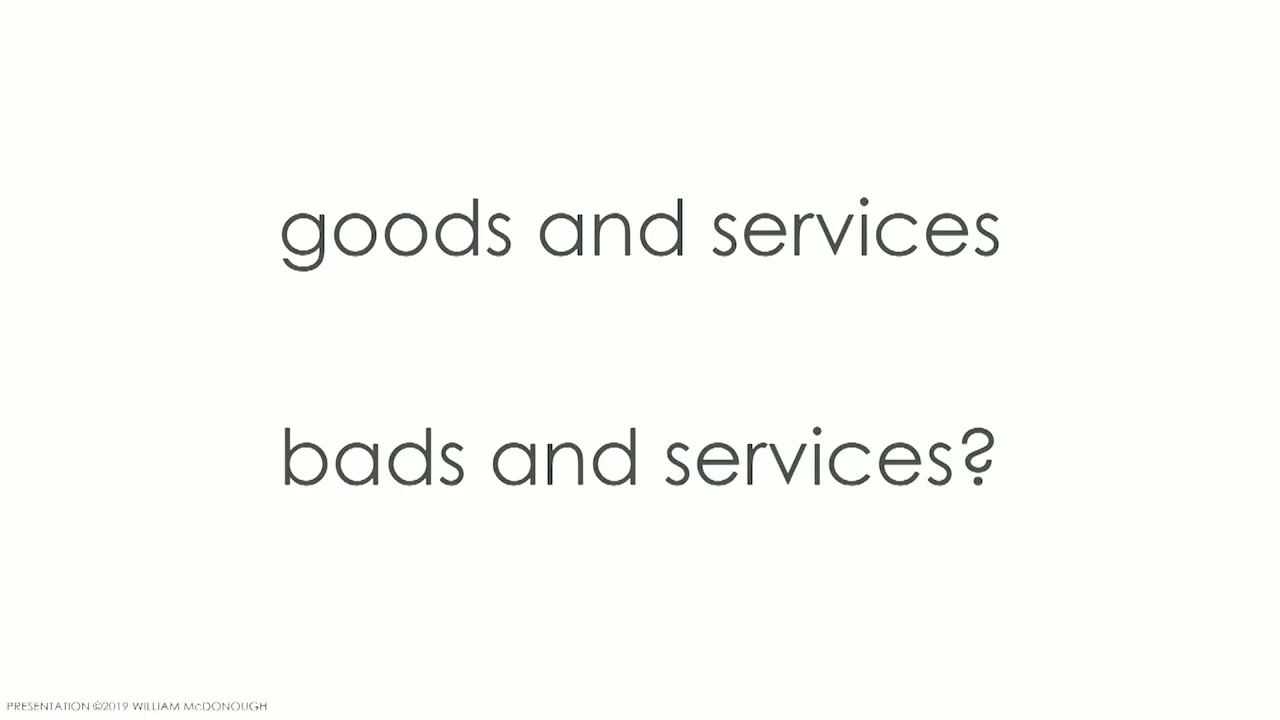 goods and services
bads and services?
PRESENTATION ©2019 WILLIAM McDONOUGH